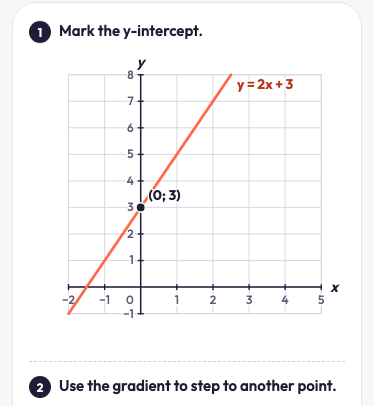 1 Mark the y-intercept.
y
8
y = 2x + 3
7
6
5
4
(0; 3)
3
2
1
x
-2 -1 0 1 2 3 4 5
-1
2 Use the gradient to step to another point.